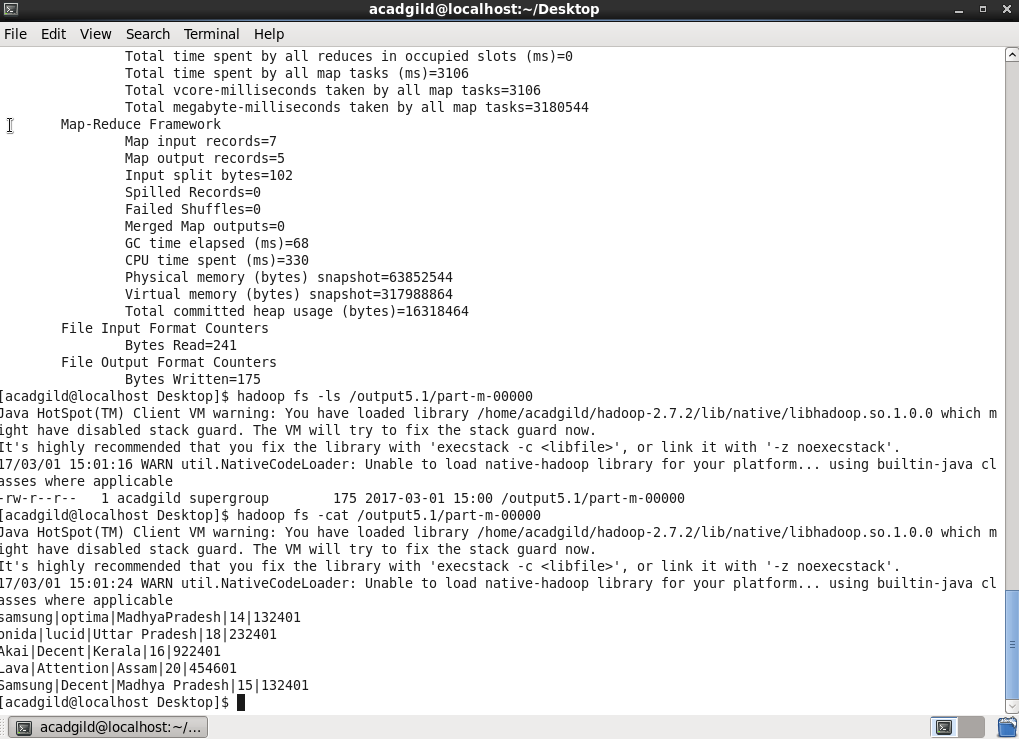 acadgild@localhost:~/Desktop
File Edit View Search Terminal Help
Total time spent by all reduces in occupied slots (ms)=0
Total time spent by all map tasks (ms)=3106
Total vcore-milliseconds taken by all map tasks=3106
Total megabyte-milliseconds taken by all map tasks=3180544
Map-Reduce Framework
Map input records=7
Map output records=5
Input split bytes=102
Spilled Records=0
Failed Shuffles=0
Merged Map outputs=0
GC time elapsed (ms)=68
CPU time spent (ms)=330
Physical memory (bytes) snapshot=63852544
Virtual memory (bytes) snapshot=317988864
Total committed heap usage (bytes)=16318464
File Input Format Counters
Bytes Read=241
File Output Format Counters
Bytes Written=175
[acadgild@localhost Desktop]$ hadoop fs -ls /output5.1/part-m-00000
Java HotSpot(TM) Client VM warning: You have loaded library /home/acadgild/hadoop-2.7.2/lib/native/libhadoop.so.1.0.0 which m
ight have disabled stack guard. The VM will try to fix the stack guard now.
It's highly recommended that you fix the library with 'execstack -c <libfile>', or link it with '-z noexecstack'.
17/03/01 15:01:16 WARN util.NativeCodeLoader: Unable to load native-hadoop library for your platform... using builtin-java cl
asses where applicable
-rw-r--r--   1 acadgild supergroup        175 2017-03-01 15:00 /output5.1/part-m-00000
[acadgild@localhost Desktop]$ hadoop fs -cat /output5.1/part-m-00000
Java HotSpot(TM) Client VM warning: You have loaded library /home/acadgild/hadoop-2.7.2/lib/native/libhadoop.so.1.0.0 which m
ight have disabled stack guard. The VM will try to fix the stack guard now.
It's highly recommended that you fix the library with 'execstack -c <libfile>', or link it with '-z noexecstack'.
17/03/01 15:01:24 WARN util.NativeCodeLoader: Unable to load native-hadoop library for your platform... using builtin-java cl
asses where applicable
samsung|optima|MadhyaPradesh|14|132401
onida|lucid|Uttar Pradesh|18|232401
Akai|Decent|Kerala|16|922401
Lava|Attention|Assam|20|454601
Samsung|Decent|Madhya Pradesh|15|132401
[acadgild@localhost Desktop]$
acadgild@localhost:~/...